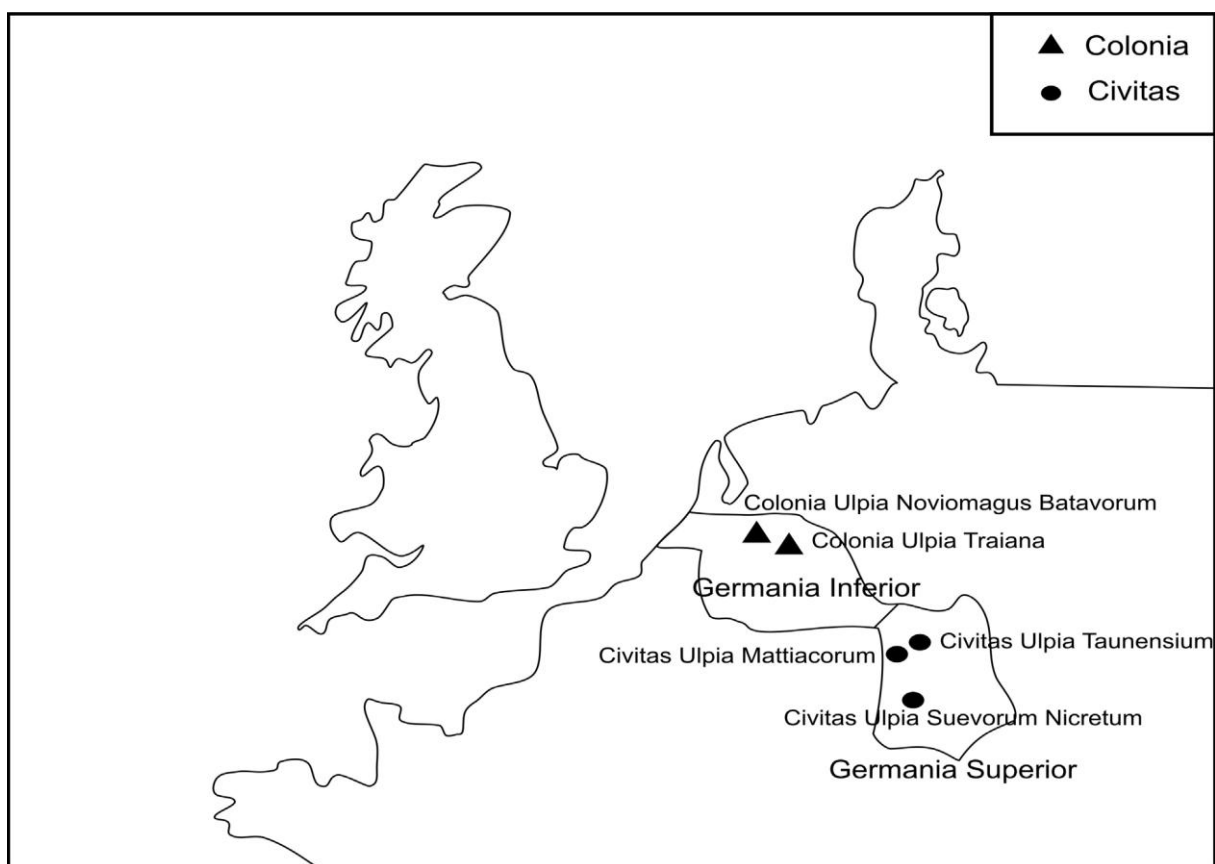 Colonia
Civitas
Colonia Ulpia Noviomagus Batavorum
Colonia Ulpia Traiana
Germania Inferior
Civitas Ulpia Taunensium
Civitas Ulpia Mattiacorum
Civitas Ulpia Suevorum Nicretum
Germania Superior